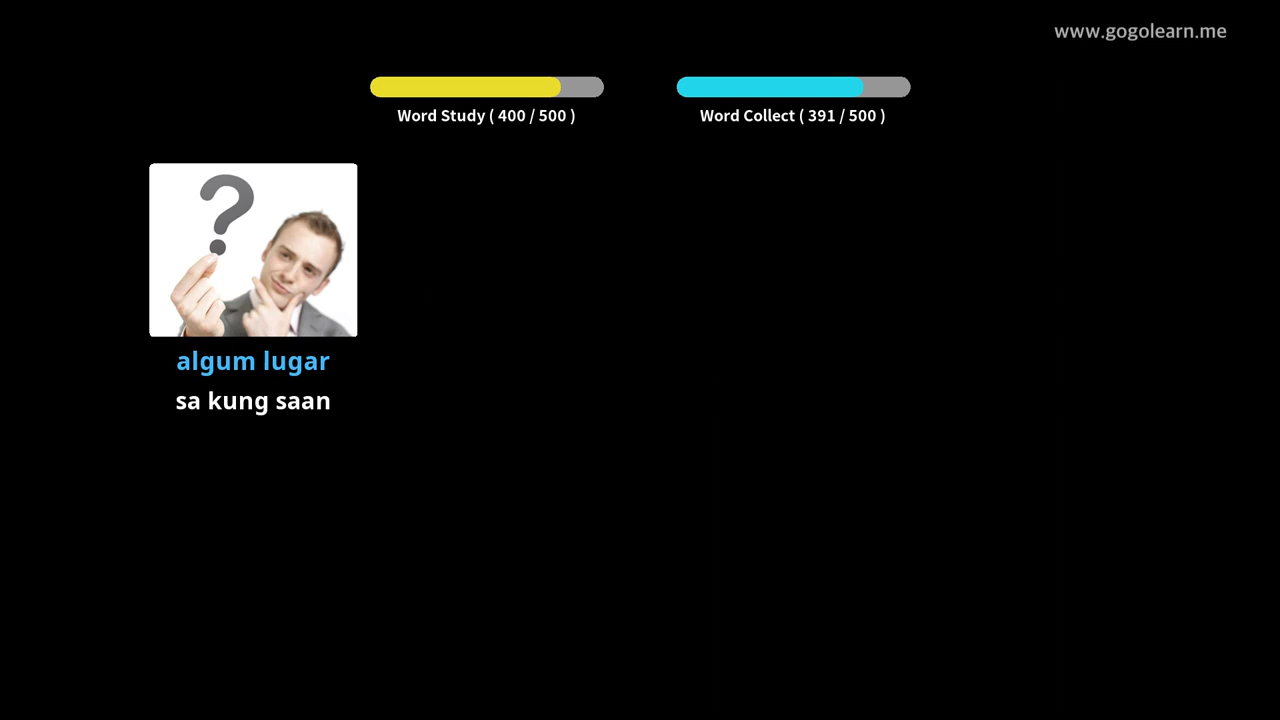 www.gogolearn.me
Word Study ( 400 / 500 )
Word Collect ( 391 / 500 )
?
algum lugar
sa kung saan